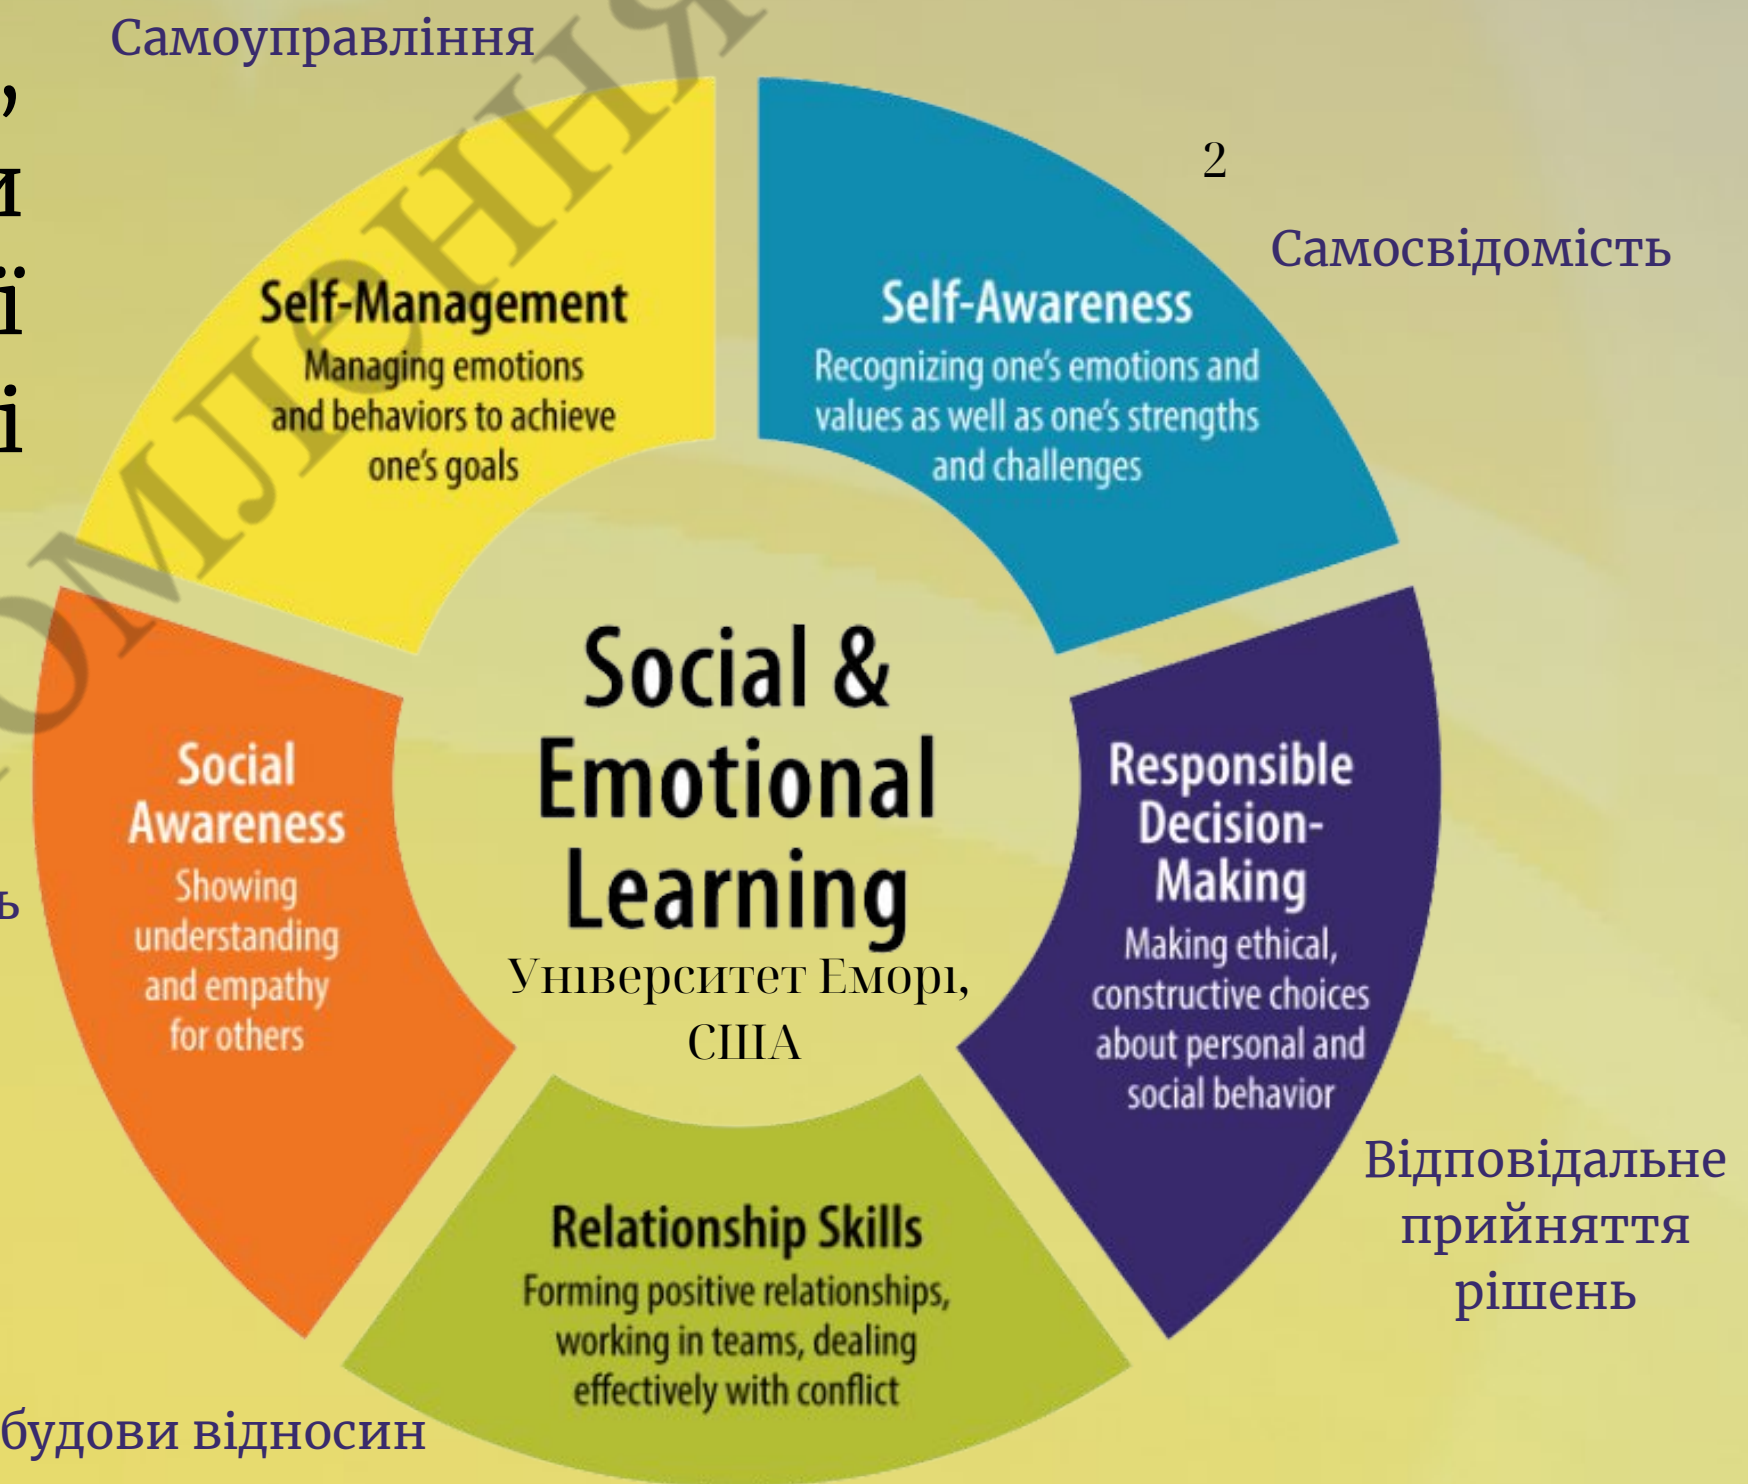 Самоуправління
2
Самосвідомість
Self-Management
Managing emotions
and behaviors to achieve
one's goals
Self-Awareness
Recognizing one's emotions and
values as well as one's strengths
and challenges
Social &
Emotional
Learning
Університет Еморі,
США
Social
Awareness
Showing
understanding
and empathy
for others
Responsible
Decision-
Making
Making ethical,
constructive choices
about personal and
social behavior
Відповідальне
прийняття
рішень
Relationship Skills
Forming positive relationships,
working in teams, dealing
effectively with conflict
будови відносин